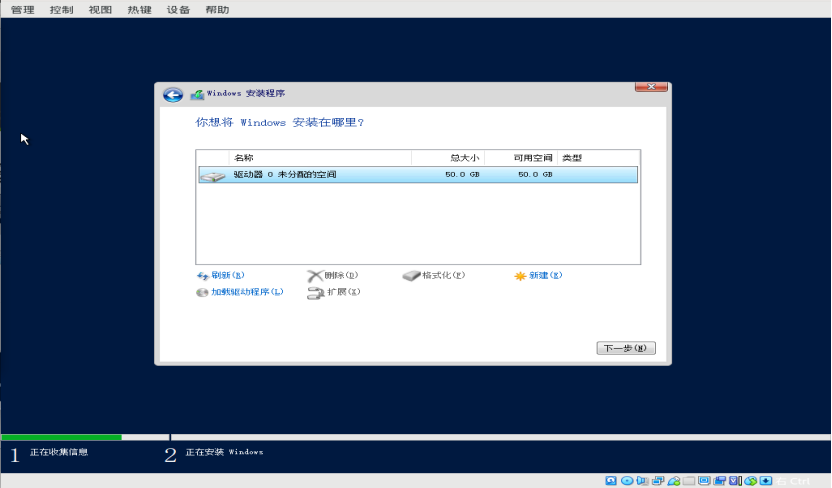 管理 控制 视图 热键 设备 帮助
Windows 安装程序
你想将 Windows 安装在哪里?
名称 总大小 可用空间 类型
驱动器 0 未分配的空间 50.0 GB 50.0 GB
刷新(R) 删除(D) 格式化(F) 新建(E)
加载驱动程序(L) 扩展(X)
下一步(N)
1 正在收集信息 2 正在安装 Windows
右 Ctrl